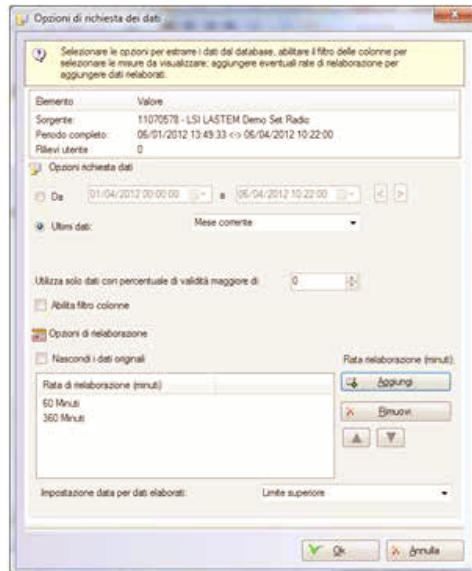 Opzioni di richiesta dei dati
Selezionare le opzioni per estrarre i dati dal database, abilitare il filtro delle colonne per
selezionare le misure da visualizzare; aggiungere eventuali rate di rielaborazione per
aggiungere dati rielaborati.
Elemento Valore
Sorgente: 11070578 - LSI LASTEM Demo Set Radio
Periodo completo: 06/01/2012 13:49:33 <-> 06/04/2012 10:22:00
Rilievi utente 0
Opzioni richiesta dati
Da 01/04/2012 00:00:00 a 06/04/2012 10:22:00 < >
Ultimi dati: Mese corrente
Utilizza solo dati con percentuale di validità maggiore di: 0
Abilita filtro colonne
Opzioni di rielaborazione
Nascondi i dati originali Rata rielaborazione (minuti):
Rata di rielaborazione (minuti) Aggiungi
60 Minuti
360 Minuti Rimuovi
Impostazione data per dati elaborati: Limite superiore
Ok Annulla